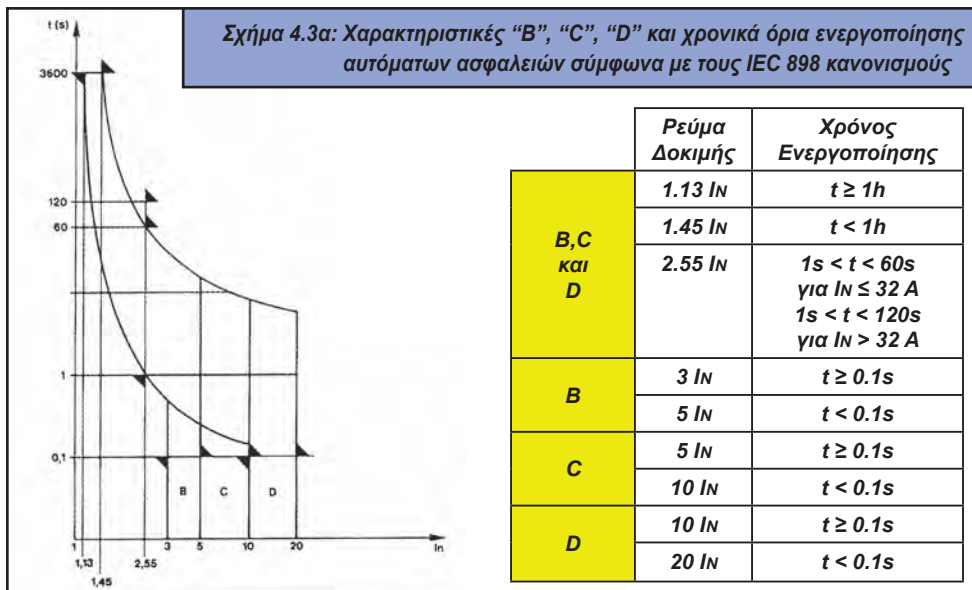 Σχήμα 4.3α: Χαρακτηριστικές “B”, “C”, “D” και χρονικά όρια ενεργοποίησης
αυτόματων ασφαλειών σύμφωνα με τους IEC 898 κανονισμούς
t (s)
3600
120
60
1
0,1
B C D
1 3 5 10 20 In
1,13 2,55
1,45
Ρεύμα Χρόνος
Δοκιμής Ενεργοποίησης
B,C
και
D
1.13 IN t ≥ 1h
1.45 IN t < 1h
2.55 IN 1s < t < 60s
για IN ≤ 32 A
1s < t < 120s
για IN > 32 A
B
3 IN t ≥ 0.1s
5 IN t < 0.1s
C
5 IN t ≥ 0.1s
10 IN t < 0.1s
D
10 IN t ≥ 0.1s
20 IN t < 0.1s